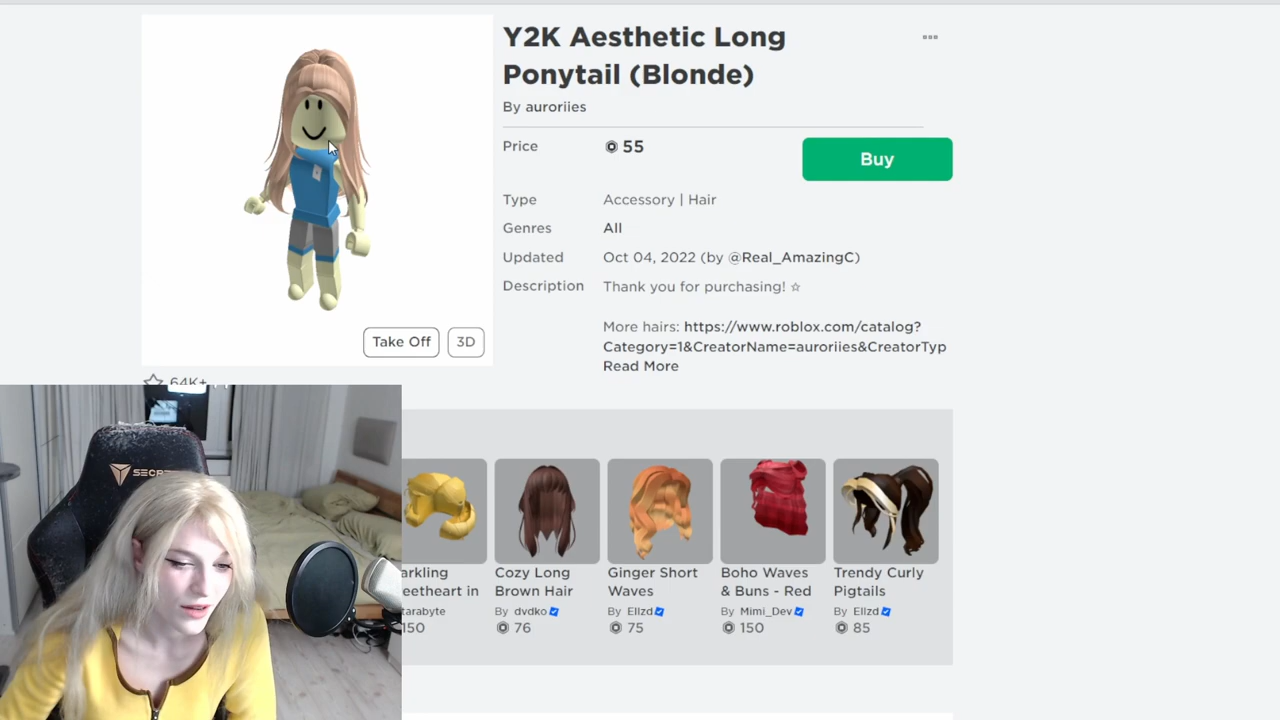 Y2K Aesthetic Long
Ponytail (Blonde)
By auroriies
Price 55
Buy
Type Accessory | Hair
Genres All
Updated Oct 04, 2022 (by @Real_AmazingC)
Description Thank you for purchasing! ☆
More hairs: https://www.roblox.com/catalog?
Category=1&CreatorName=auroriies&CreatorTyp
Read More
Take Off 3D
64K+
SECR
arkling
eetheart in
tarabyte
150
Cozy Long
Brown Hair
By dvdko
76
Ginger Short
Waves
By Ellzd
75
Boho Waves
& Buns - Red
By Mimi_Dev
150
Trendy Curly
Pigtails
By Ellzd
85